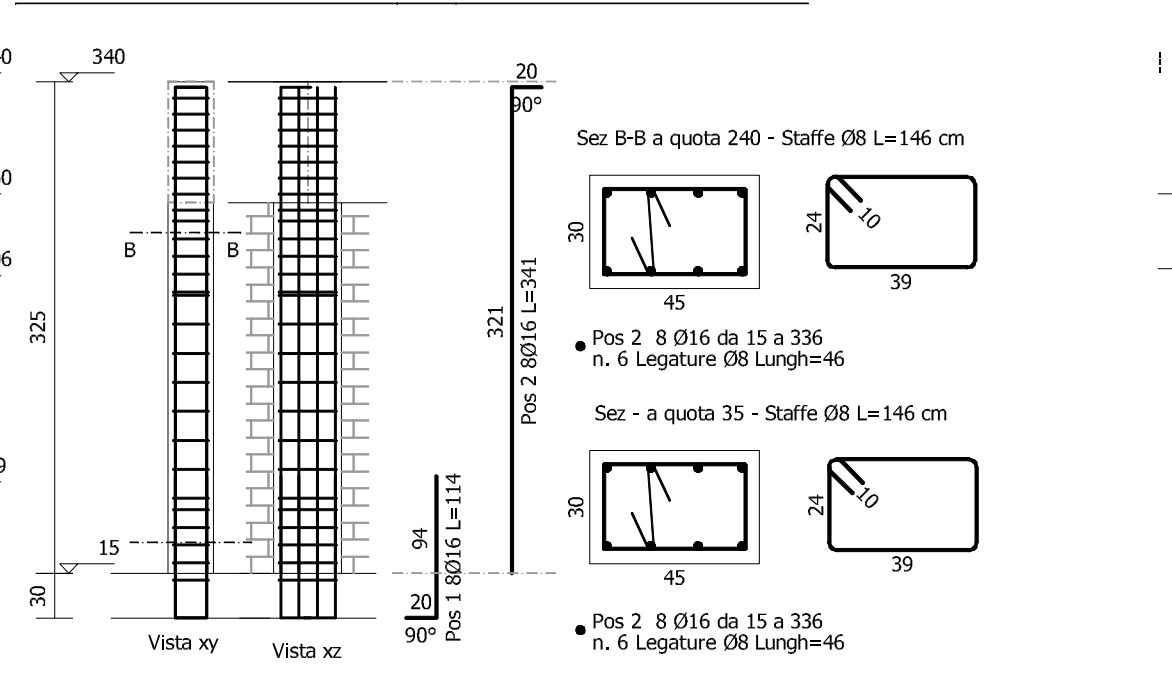 340
325
15
30
B
B
Vista xy
Vista xz
94
20
90°
Pos 1 8Ø16 L=114
20
90°
321
Pos 2 8Ø16 L=341
Sez B-B a quota 240 - Staffe Ø8 L=146 cm
30
45
24
10
39
Pos 2 8 Ø16 da 15 a 336
n. 6 Legature Ø8 Lungh=46
Sez - a quota 35 - Staffe Ø8 L=146 cm
30
45
24
10
39
Pos 2 8 Ø16 da 15 a 336
n. 6 Legature Ø8 Lungh=46